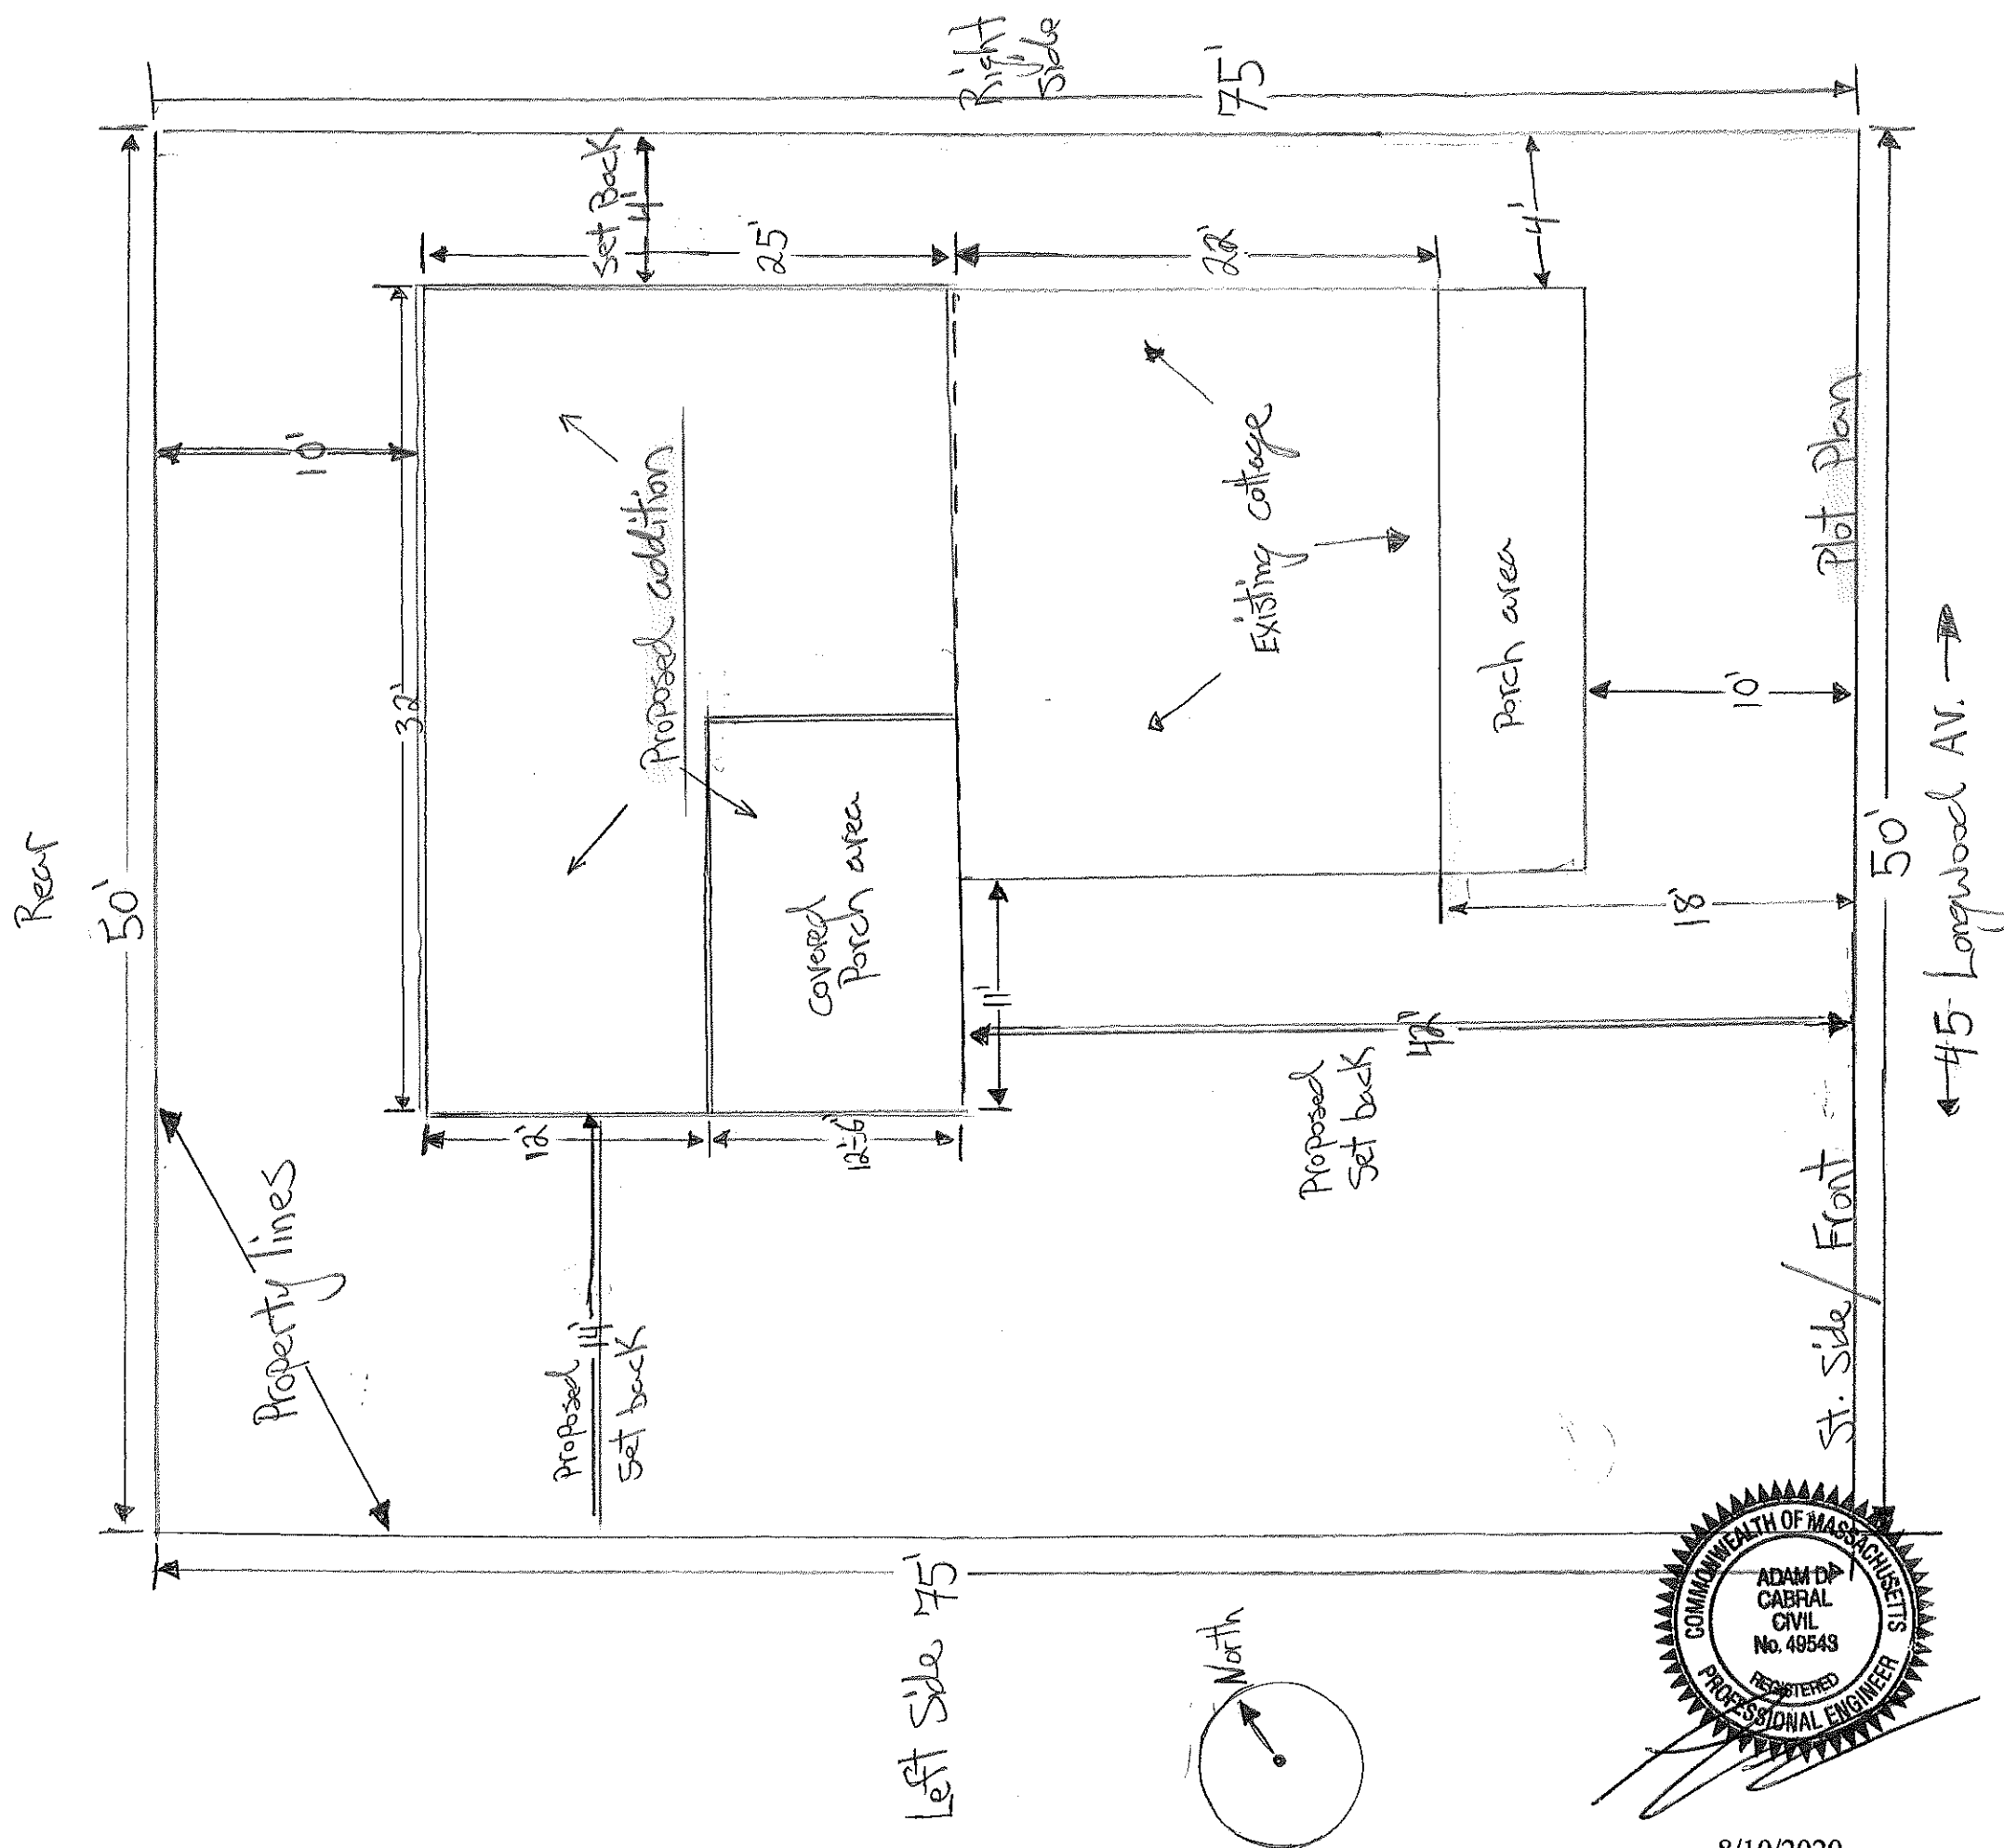 Rear
50'
Right
Side
75'
Property lines
10'
32'
Set Back
4'
25'
22'
4'
Proposed addition
Covered
Porch area
Existing cottage
Porch area
12'
12'-6"
11'
Proposed
14'
Set back
Proposed
Set back
42'
18'
10'
Plot Plan
St. Side / Front
50'
←45 Longwood AV.→
Left Side 75'
North
COMMONWEALTH OF MASSACHUSETTS
ADAM D.
CABRAL
CIVIL
No. 49543
REGISTERED
PROFESSIONAL ENGINEER
8/10/2020